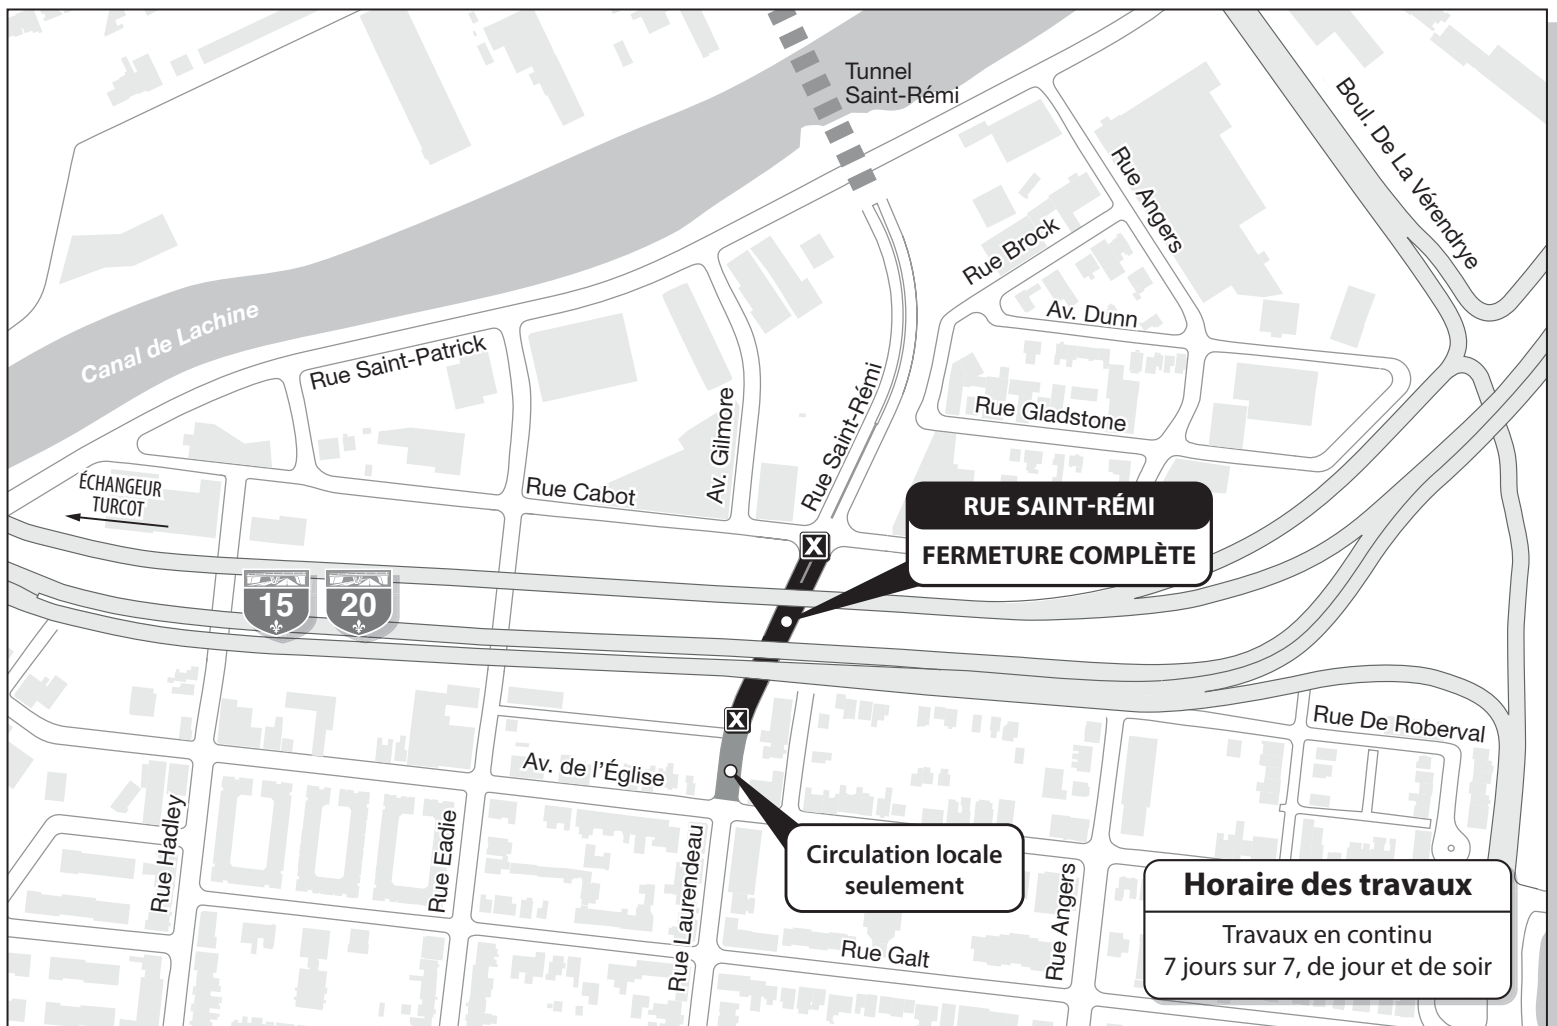 Tunnel
Saint-Rémi
Boul. De La Vérendrye
Rue Angers
Rue Brock
Av. Dunn
Canal de Lachine
Rue Saint-Patrick
Rue Gladstone
Av. Gilmore
Rue Saint-Rémi
Rue Cabot
ÉCHANGEUR
TURCOT
RUE SAINT-RÉMI
FERMETURE COMPLÈTE
X
15
20
X
Rue De Roberval
Av. de l'Église
Rue Hadley
Rue Eadie
Rue Laurendeau
Circulation locale
seulement
Rue Angers
Rue Galt
Horaire des travaux
Travaux en continu
7 jours sur 7, de jour et de soir